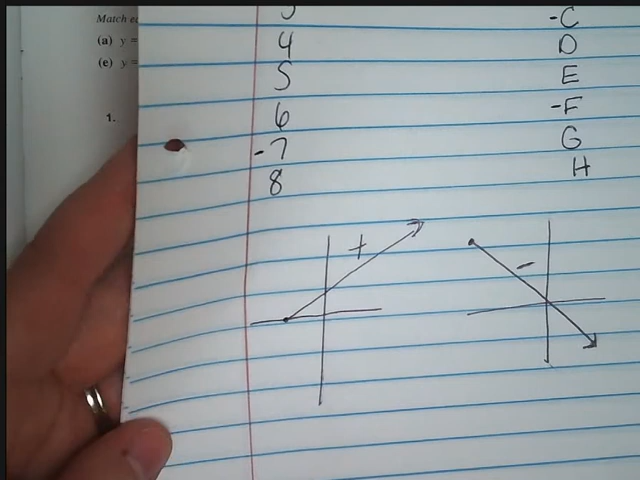 Match
(a) y =
(e) y =
1.
-C
4 D
5 E
6 -F
-7 G
8 H
+ -